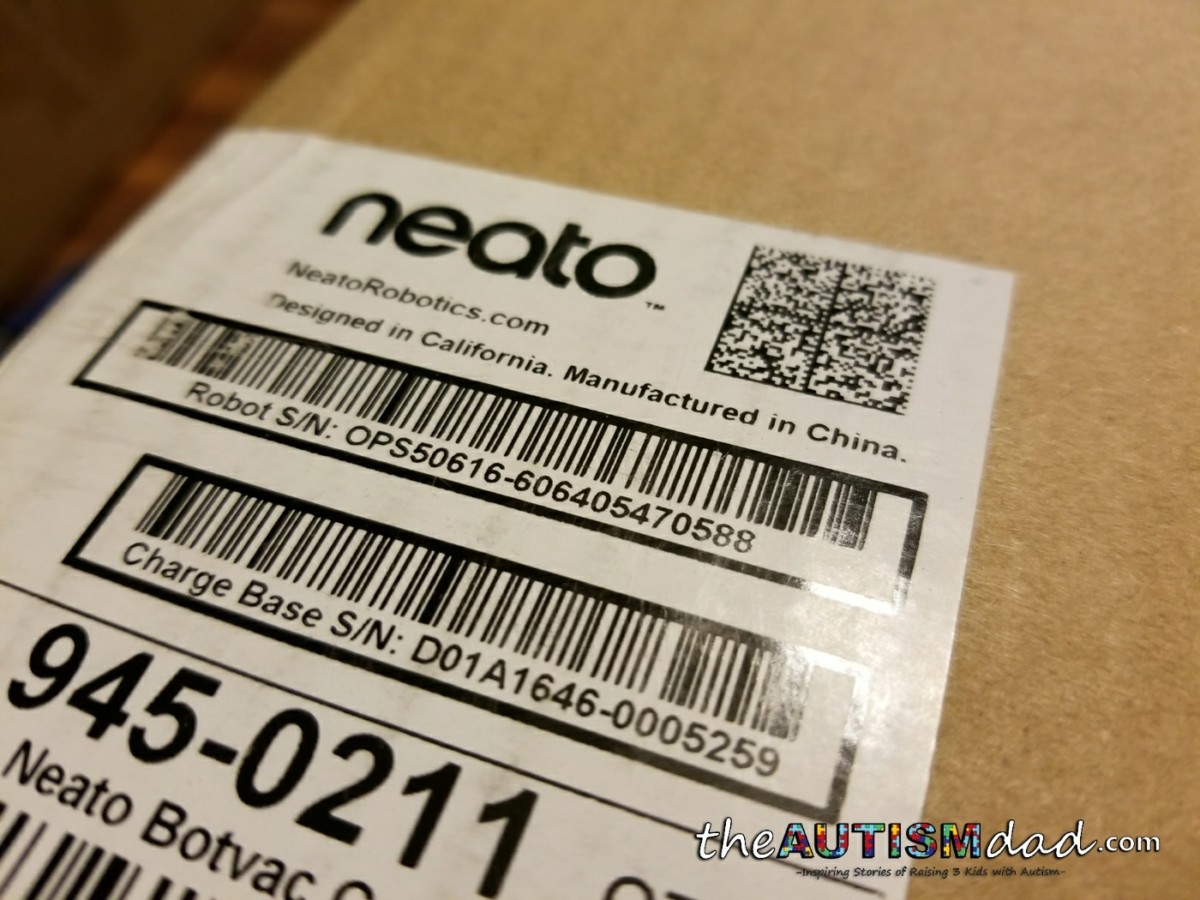 neato™
NeatoRobotics.com
Designed in California. Manufactured in China.
Robot S/N: OPS50616-606405470588
Charge Base S/N: D01A1646-0005259
945-0211
Neato Botvac
theAUTISMdad.com
-Inspiring Stories of Raising 3 Kids with Autism-